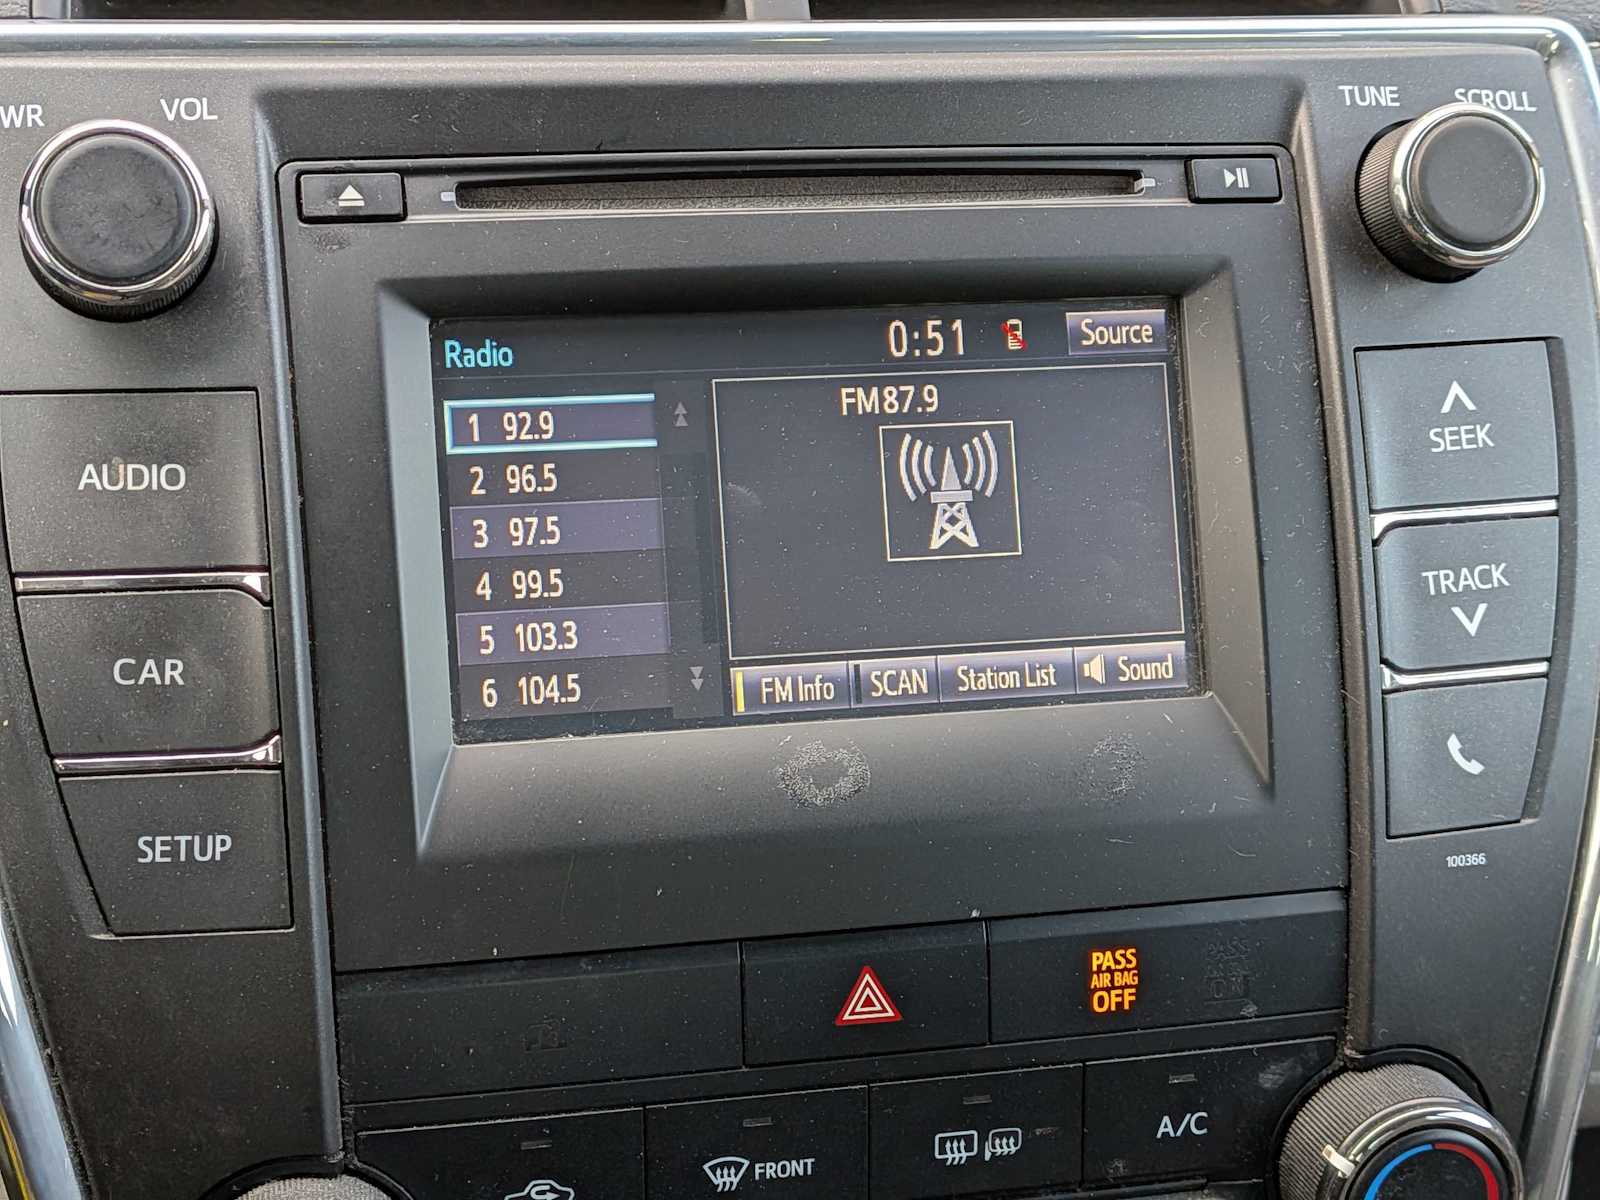 WR VOL
TUNE SCROLL
Radio
0:51
Source
1 92.9
2 96.5
3 97.5
4 99.5
5 103.3
6 104.5
FM87.9
FM Info
SCAN
Station List
Sound
AUDIO
CAR
SETUP
SEEK
TRACK
100366
PASS
AIR BAG
OFF
PASS
ON
FRONT
A/C